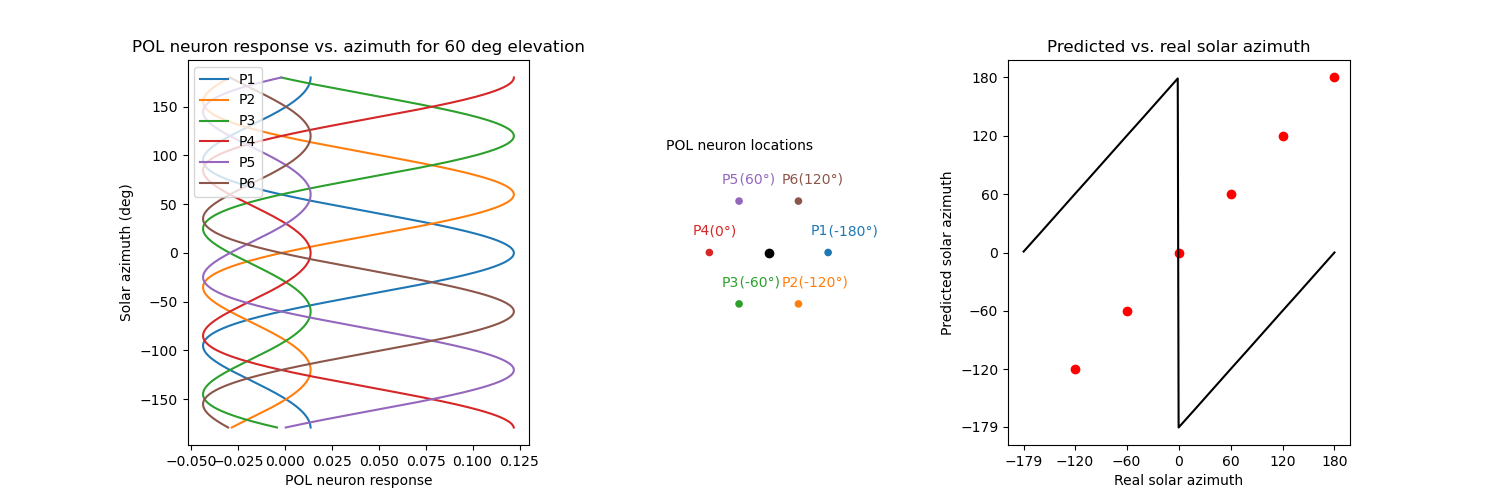 POL neuron response vs. azimuth for 60 deg elevation
P1
P2
P3
P4
P5
P6
150
100
50
0
−50
−100
−150
Solar azimuth (deg)
−0.050 −0.025 0.000 0.025 0.050 0.075 0.100 0.125
POL neuron response
POL neuron locations
P5(60°) P6(120°)
P4(0°) P1(-180°)
P3(-60°) P2(-120°)
Predicted vs. real solar azimuth
180
120
60
0
−60
−120
−179
Predicted solar azimuth
−179 −120 −60 0 60 120 180
Real solar azimuth